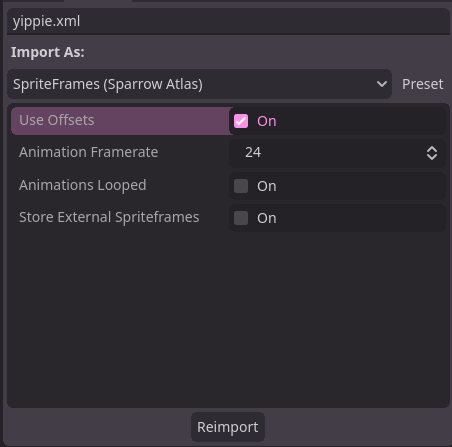 yippie.xml
Import As:
SpriteFrames (Sparrow Atlas) Preset
Use Offsets On
Animation Framerate 24
Animations Looped On
Store External Spriteframes On
Reimport